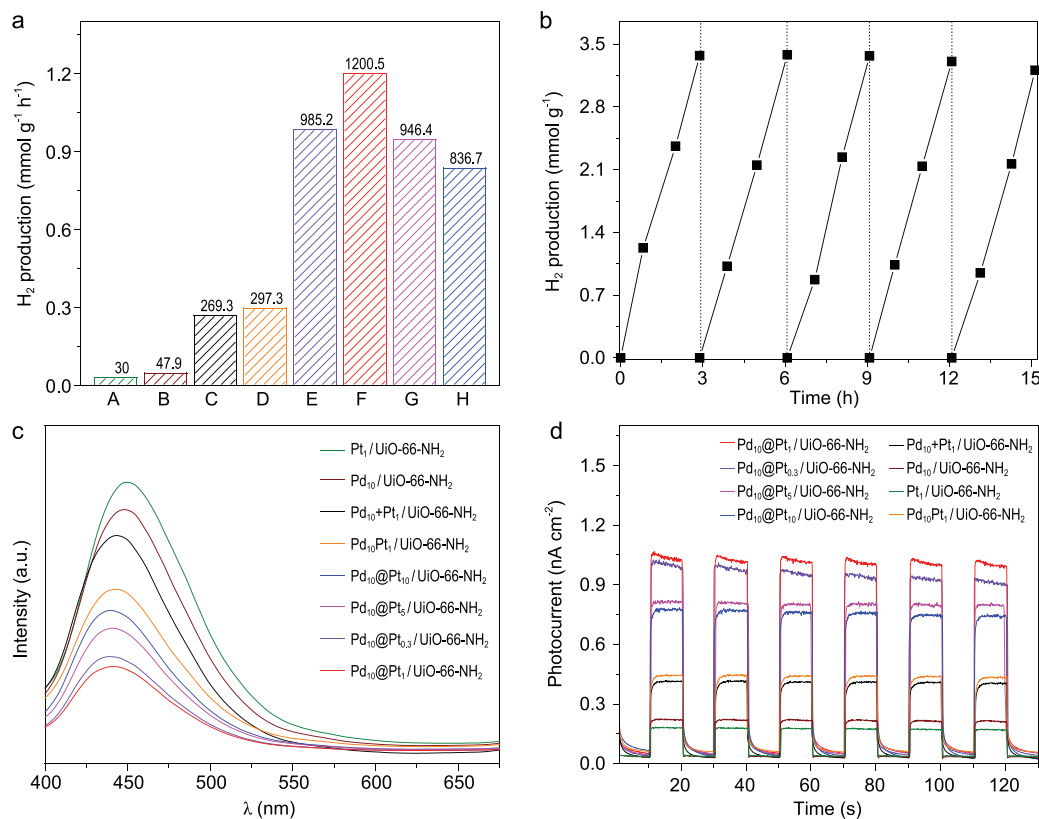 a
H₂ production (mmol g⁻¹ h⁻¹)
1.2
0.9
0.6
0.3
0.0
30
47.9
269.3
297.3
985.2
1200.5
946.4
836.7
A B C D E F G H
b
H₂ production (mmol g⁻¹)
3.5
2.8
2.1
1.4
0.7
0.0
0 3 6 9 12 15
Time (h)
c
Intensity (a.u.)
Pt₁/UiO-66-NH₂
Pd₁₀/UiO-66-NH₂
Pd₁₀+Pt₁/UiO-66-NH₂
Pd₁₀Pt₁/UiO-66-NH₂
Pd₁₀@Pt₁₀/UiO-66-NH₂
Pd₁₀@Pt₅/UiO-66-NH₂
Pd₁₀@Pt₀.₃/UiO-66-NH₂
Pd₁₀@Pt₁/UiO-66-NH₂
400 450 500 550 600 650
λ (nm)
d
Photocurrent (nA cm⁻²)
1.5
1.2
0.9
0.6
0.3
0.0
Pd₁₀@Pt₁/UiO-66-NH₂ Pd₁₀+Pt₁/UiO-66-NH₂
Pd₁₀@Pt₀.₃/UiO-66-NH₂ Pd₁₀/UiO-66-NH₂
Pd₁₀@Pt₅/UiO-66-NH₂ Pt₁/UiO-66-NH₂
Pd₁₀@Pt₁₀/UiO-66-NH₂ Pd₁₀Pt₁/UiO-66-NH₂
20 40 60 80 100 120
Time (s)